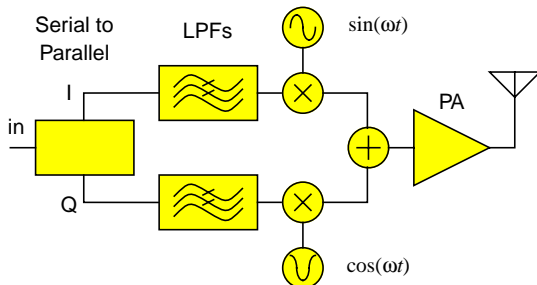 Serial to
Parallel
LPFs
sin(ωt)
I
PA
in
Q
cos(ωt)